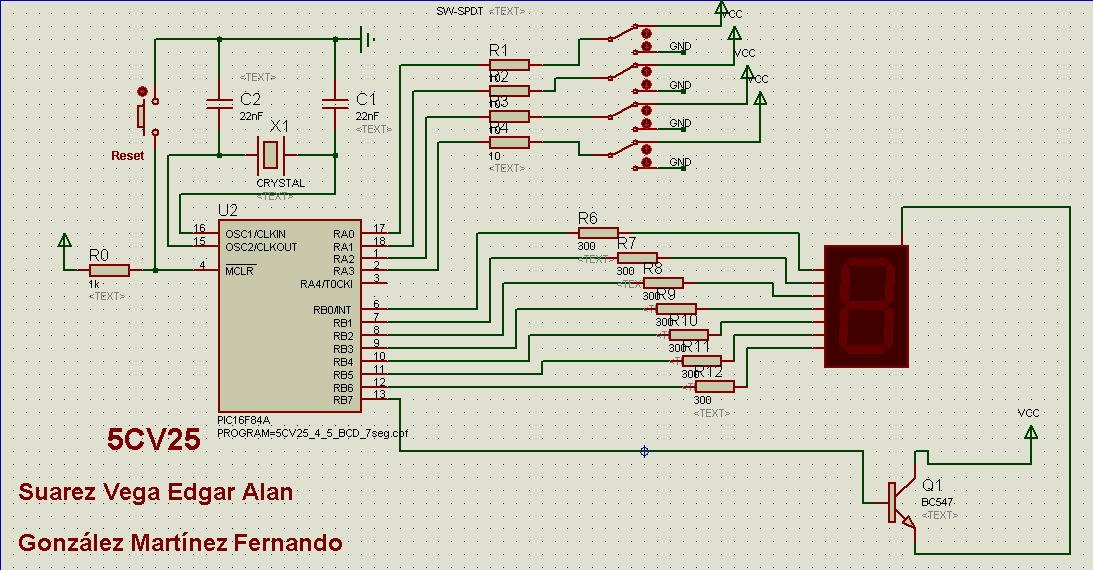 SW-SPDT <TEXT>
VCC
GND
VCC
GND
VCC
GND
GND
R1
R2
10
R3
10
R4
10
10
<TEXT>
<TEXT>
C2
22nF
C1
22nF
<TEXT>
X1
CRYSTAL
<TEXT>
Reset
R0
1k
<TEXT>
U2
16 OSC1/CLKIN
15 OSC2/CLKOUT
4 MCLR
RA0 17
RA1 18
RA2 1
RA3 2
RA4/T0CKI 3
RB0/INT 6
RB1 7
RB2 8
RB3 9
RB4 10
RB5 11
RB6 12
RB7 13
PIC16F84A
PROGRAM=5CV25_4_5_BCD_7seg.cof
R6
300
<TEXT>
R7
300
<TEX
R8
300
R9
300
R10
300
R11
300
R12
300
<TEXT>
VCC
Q1
BC547
<TEXT>
5CV25
Suarez Vega Edgar Alan
González Martínez Fernando